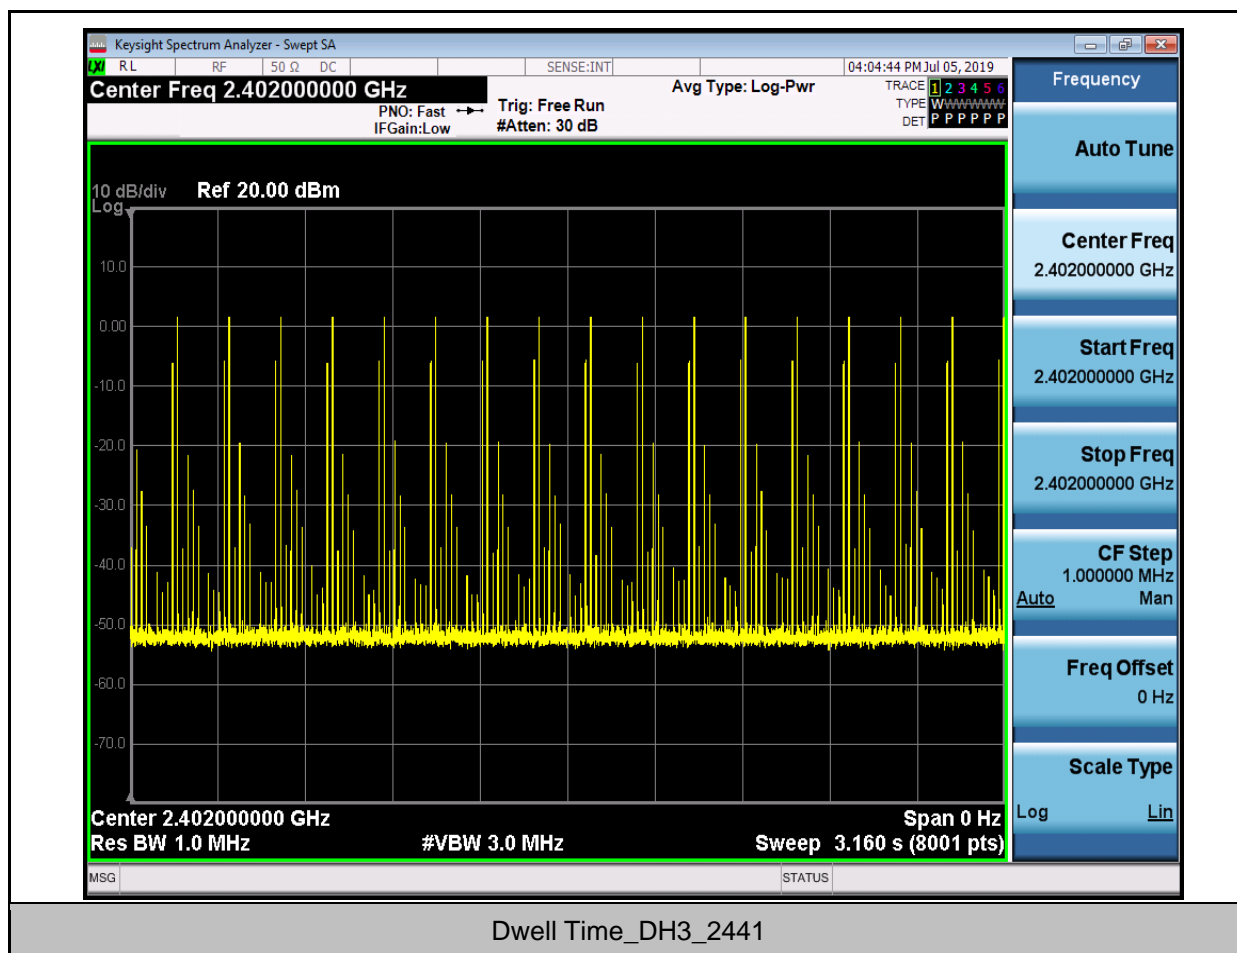 Keysight Spectrum Analyzer - Swept SA
LXI RL RF 50 Ω DC SENSE:INT 04:04:44 PM Jul 05, 2019
Center Freq 2.402000000 GHz
PNO: Fast
IFGain:Low
Trig: Free Run
#Atten: 30 dB
Avg Type: Log-Pwr
TRACE 1 2 3 4 5 6
TYPE WWWWWW
DET P P P P P P
10 dB/div Ref 20.00 dBm
Log
10.0
0.00
-10.0
-20.0
-30.0
-40.0
-50.0
-60.0
-70.0
Center 2.402000000 GHz Span 0 Hz
Res BW 1.0 MHz #VBW 3.0 MHz Sweep 3.160 s (8001 pts)
MSG STATUS
Frequency
Auto Tune
Center Freq
2.402000000 GHz
Start Freq
2.402000000 GHz
Stop Freq
2.402000000 GHz
CF Step
1.000000 MHz
Auto Man
Freq Offset
0 Hz
Scale Type
Log Lin
Dwell Time_DH3_2441